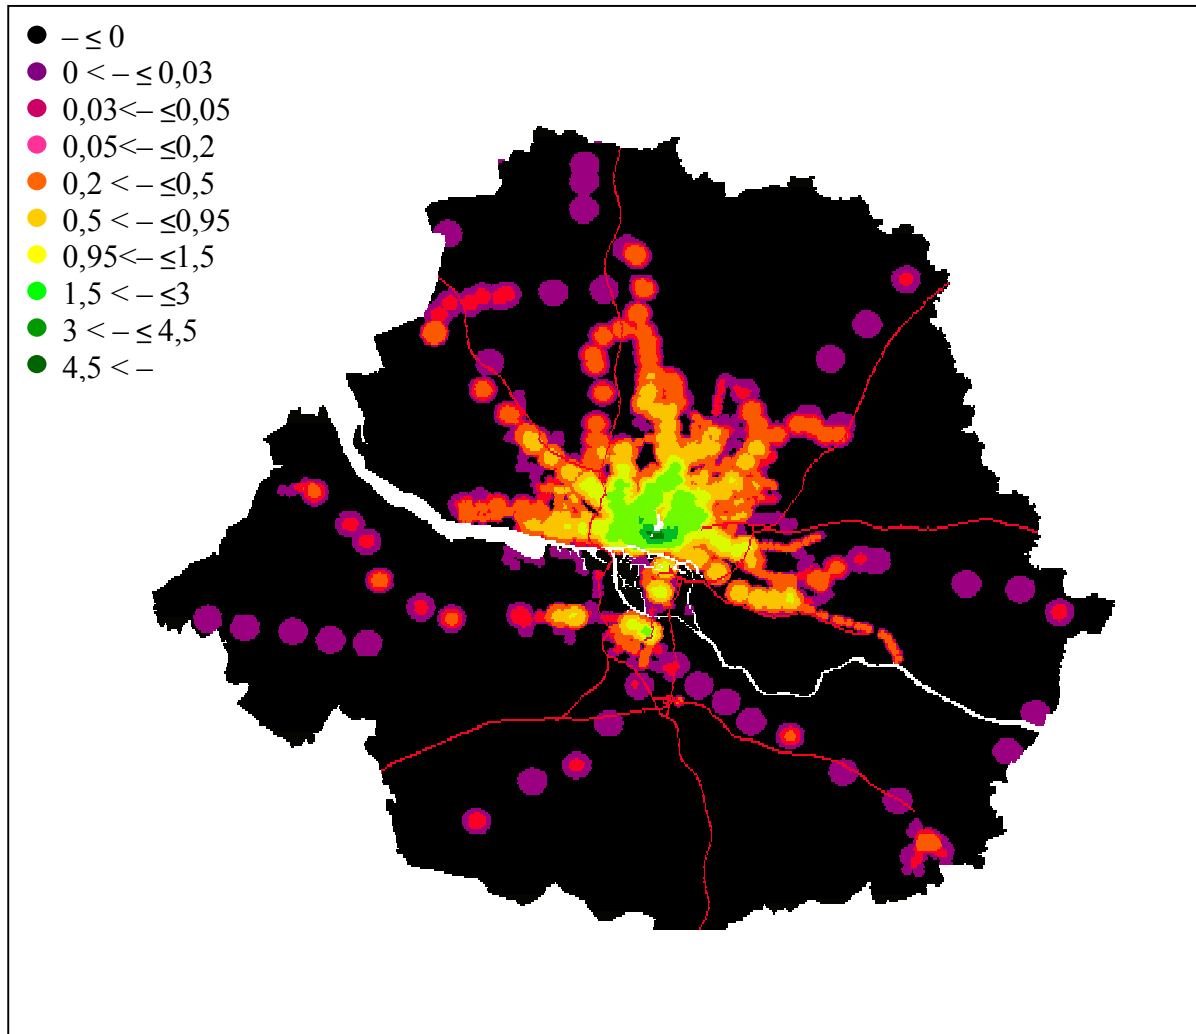 – ≤ 0
0 < – ≤ 0,03
0,03<– ≤0,05
0,05<– ≤0,2
0,2 < – ≤0,5
0,5 < – ≤0,95
0,95<– ≤1,5
1,5 < – ≤3
3 < – ≤ 4,5
4,5 < –